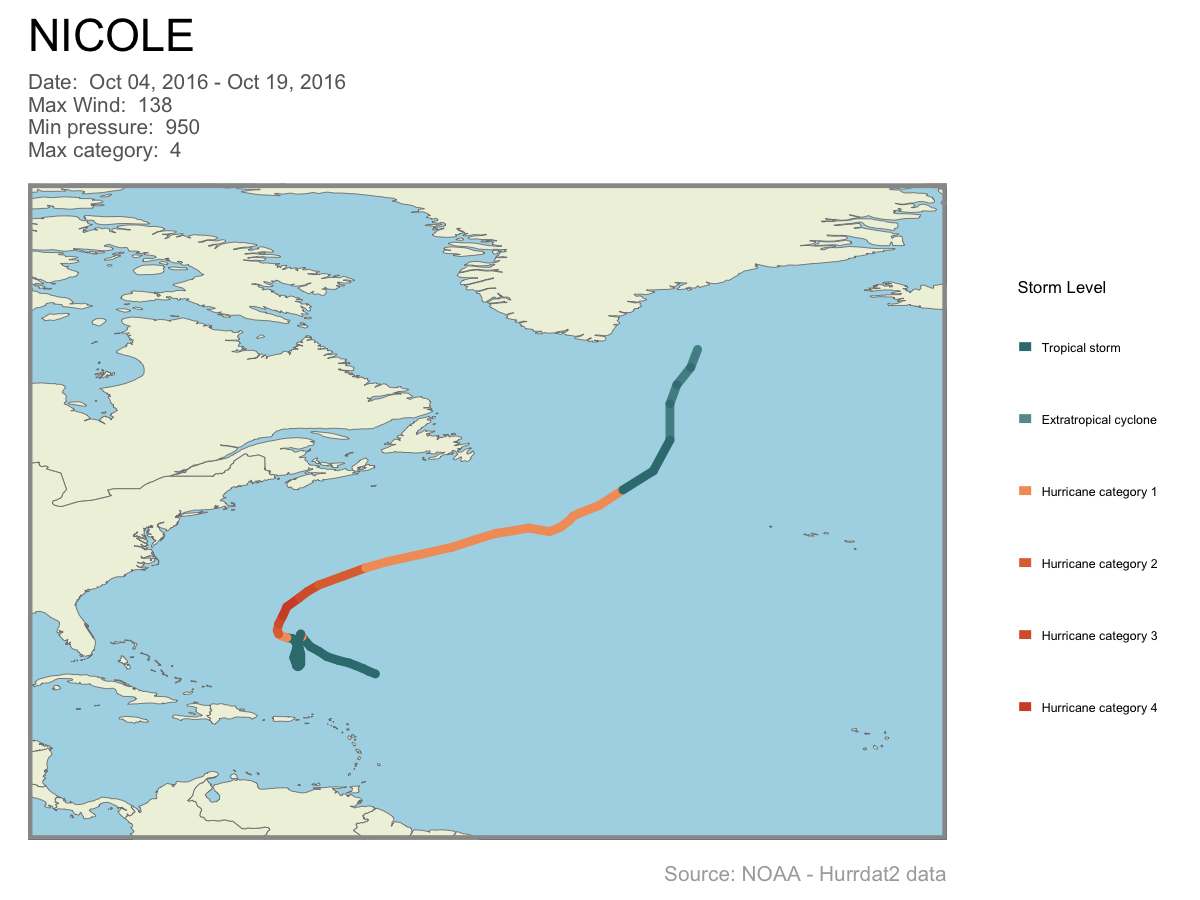 NICOLE
Date:  Oct 04, 2016 - Oct 19, 2016
Max Wind:  138
Min pressure:  950
Max category:  4
Storm Level
Tropical storm
Extratropical cyclone
Hurricane category 1
Hurricane category 2
Hurricane category 3
Hurricane category 4
Source: NOAA - Hurrdat2 data